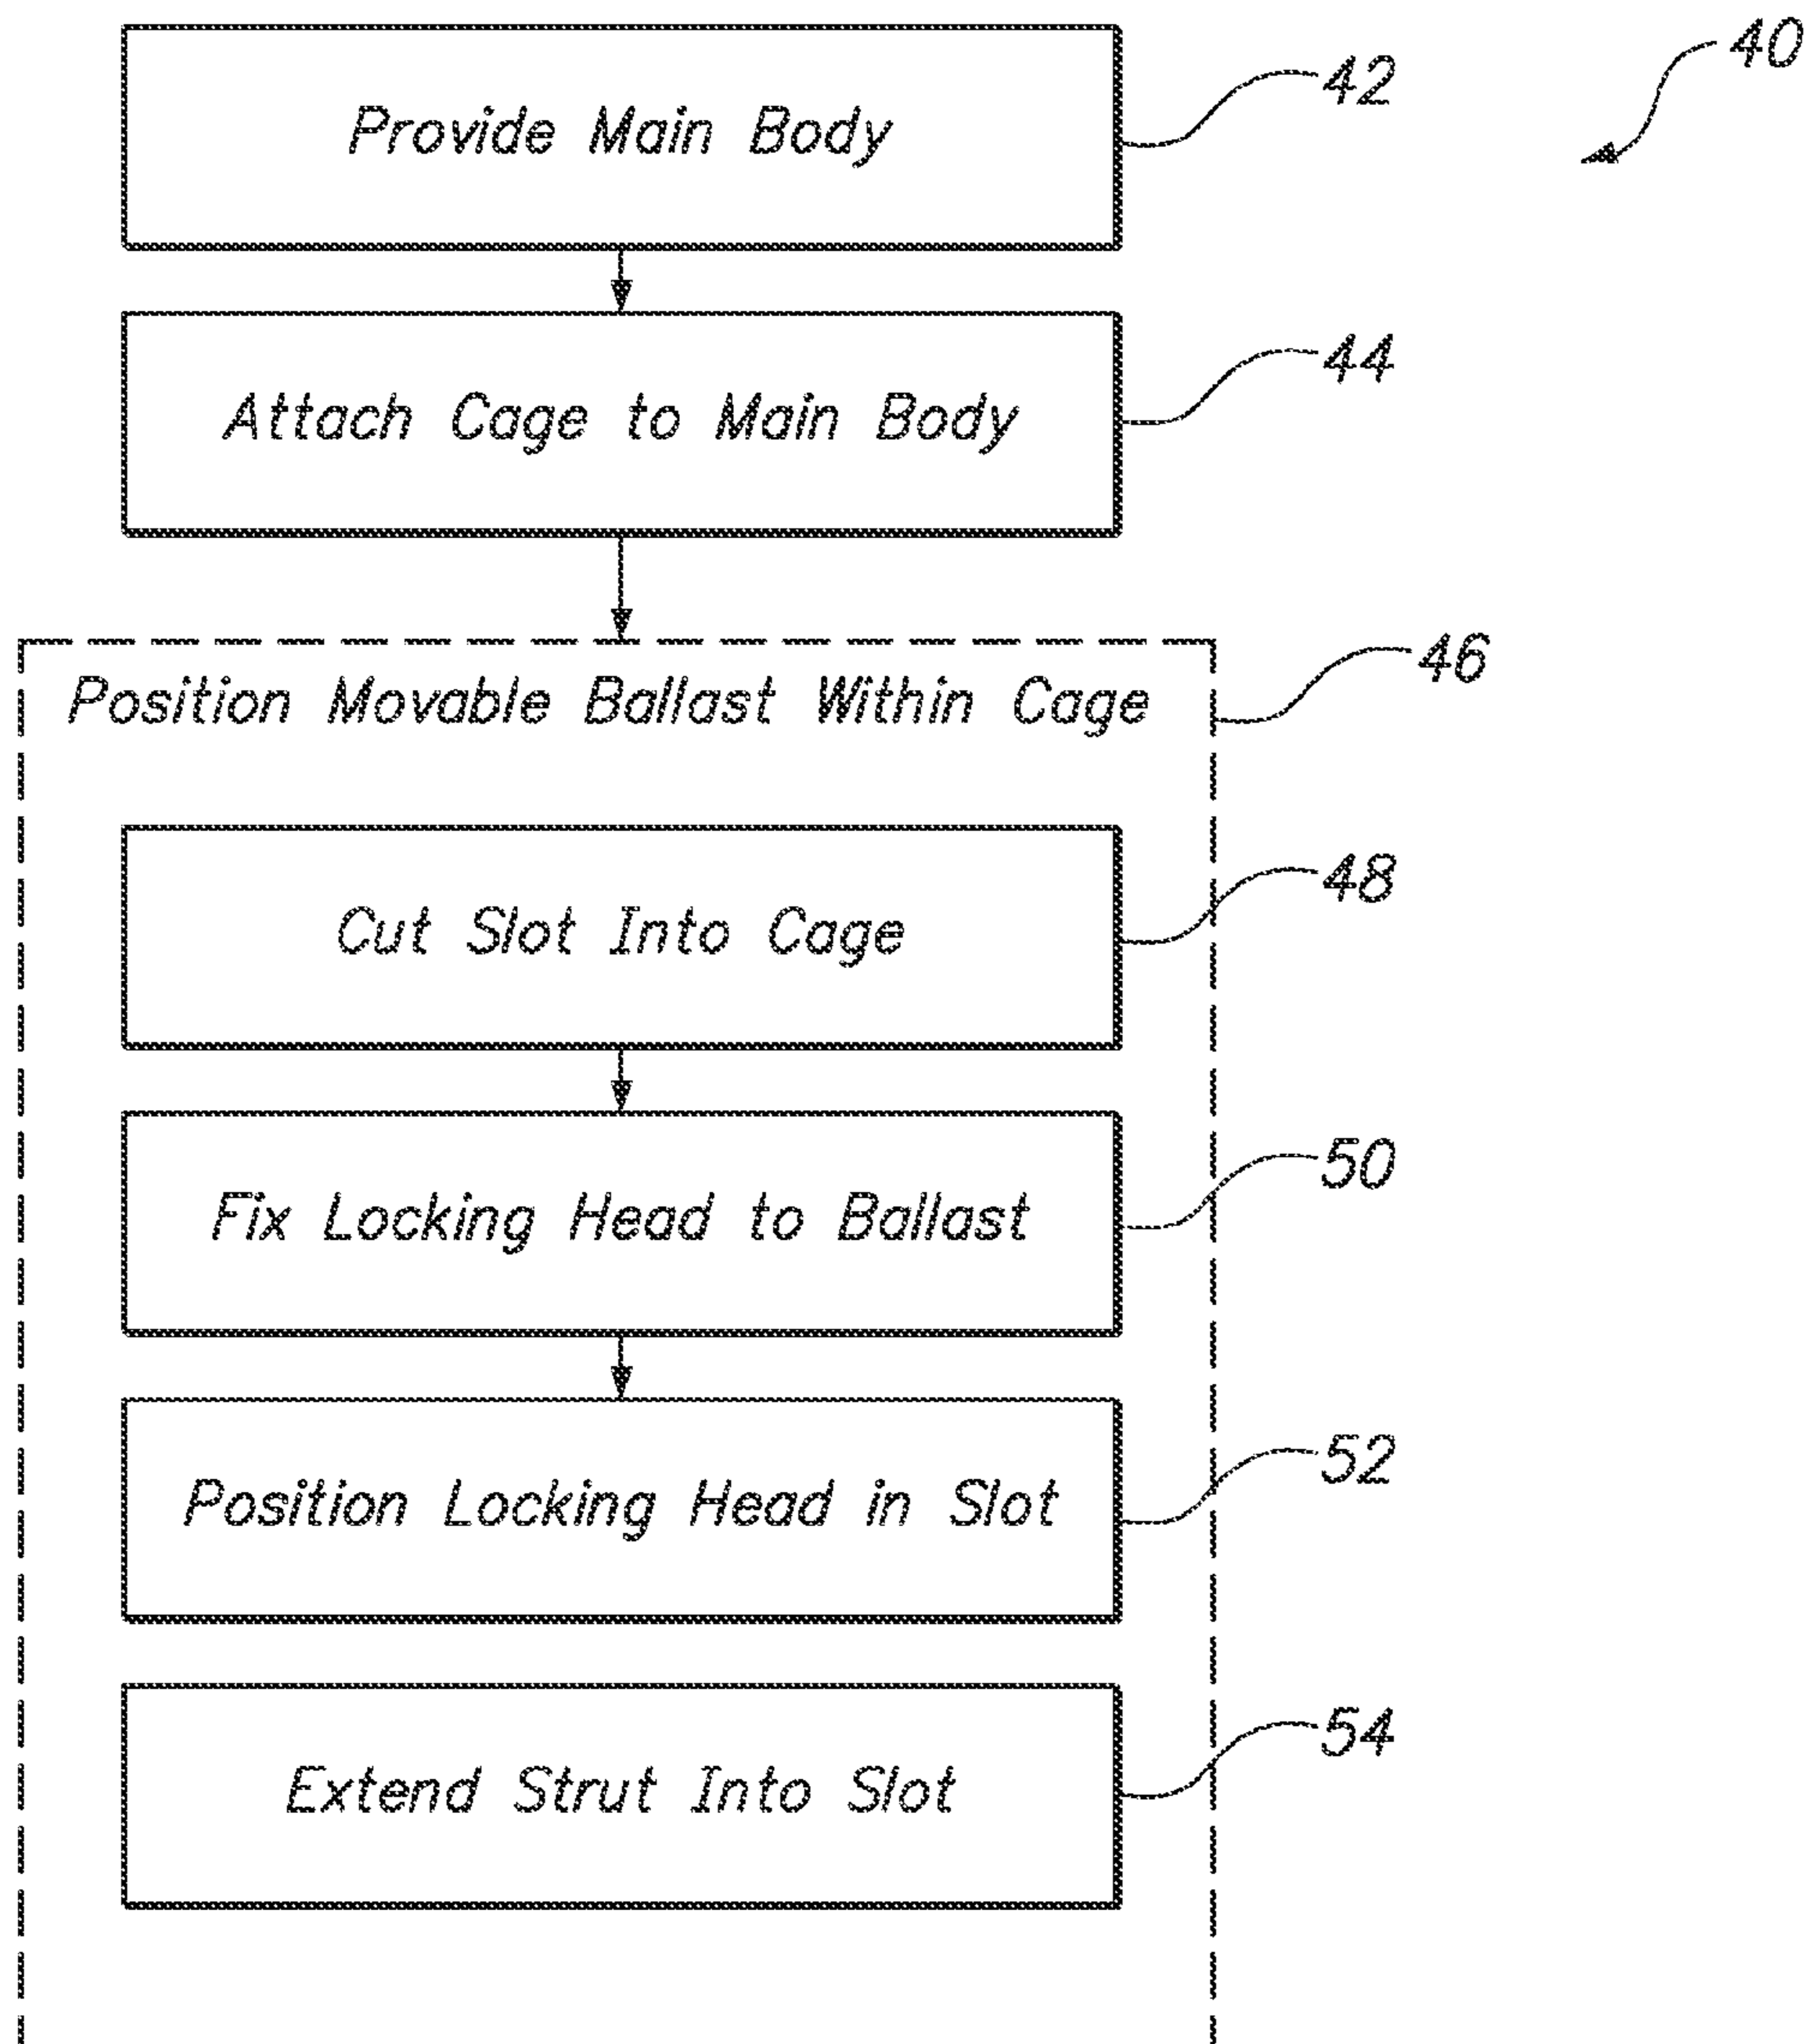 40
Provide Main Body
42
Attach Cage to Main Body
44
Position Movable Ballast Within Cage
46
Cut Slot Into Cage
48
Fix Locking Head to Ballast
50
Position Locking Head in Slot
52
Extend Strut Into Slot
54